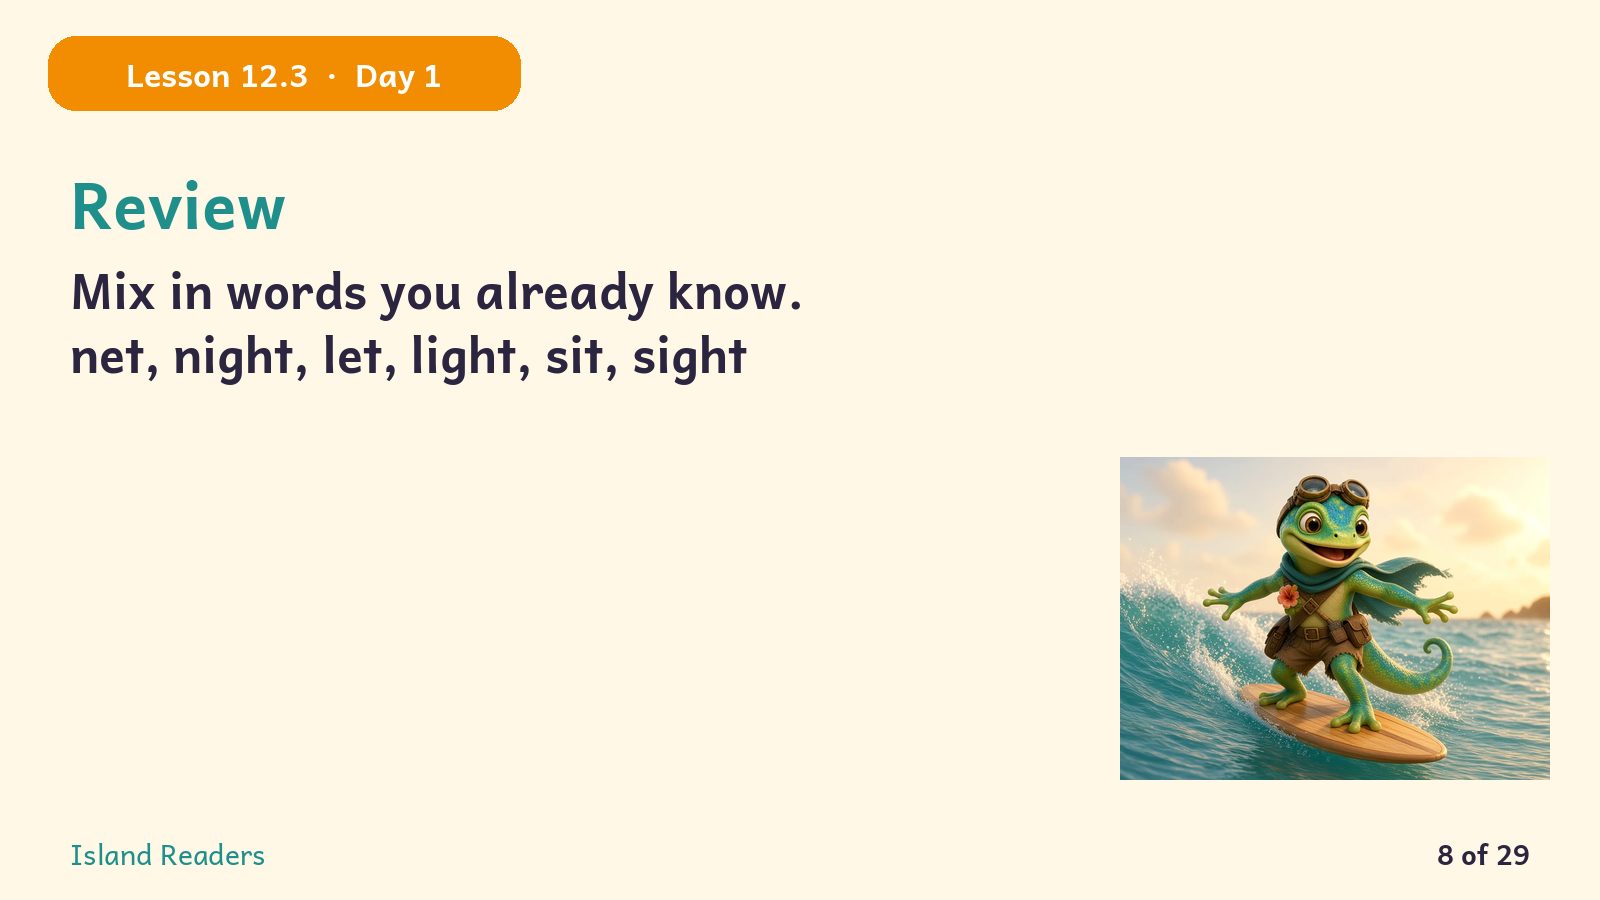 Lesson 12.3 · Day 1
Review
Mix in words you already know.
net, night, let, light, sit, sight
Island Readers
8 of 29